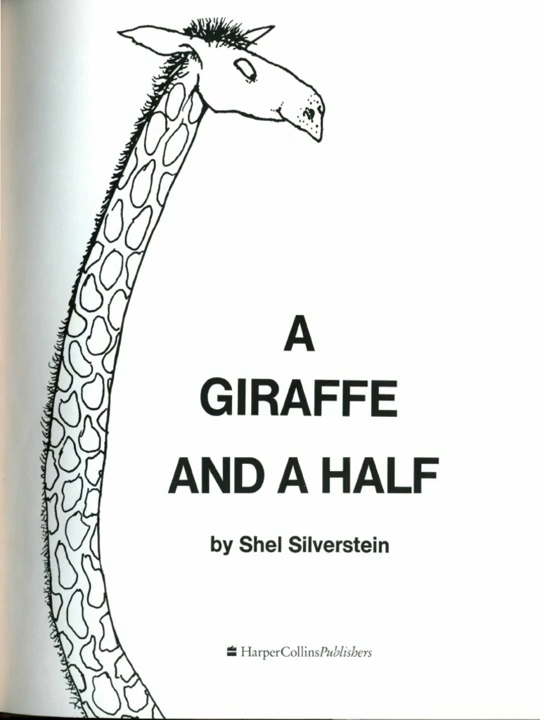 A
GIRAFFE
AND A HALF
by Shel Silverstein
HarperCollinsPublishers